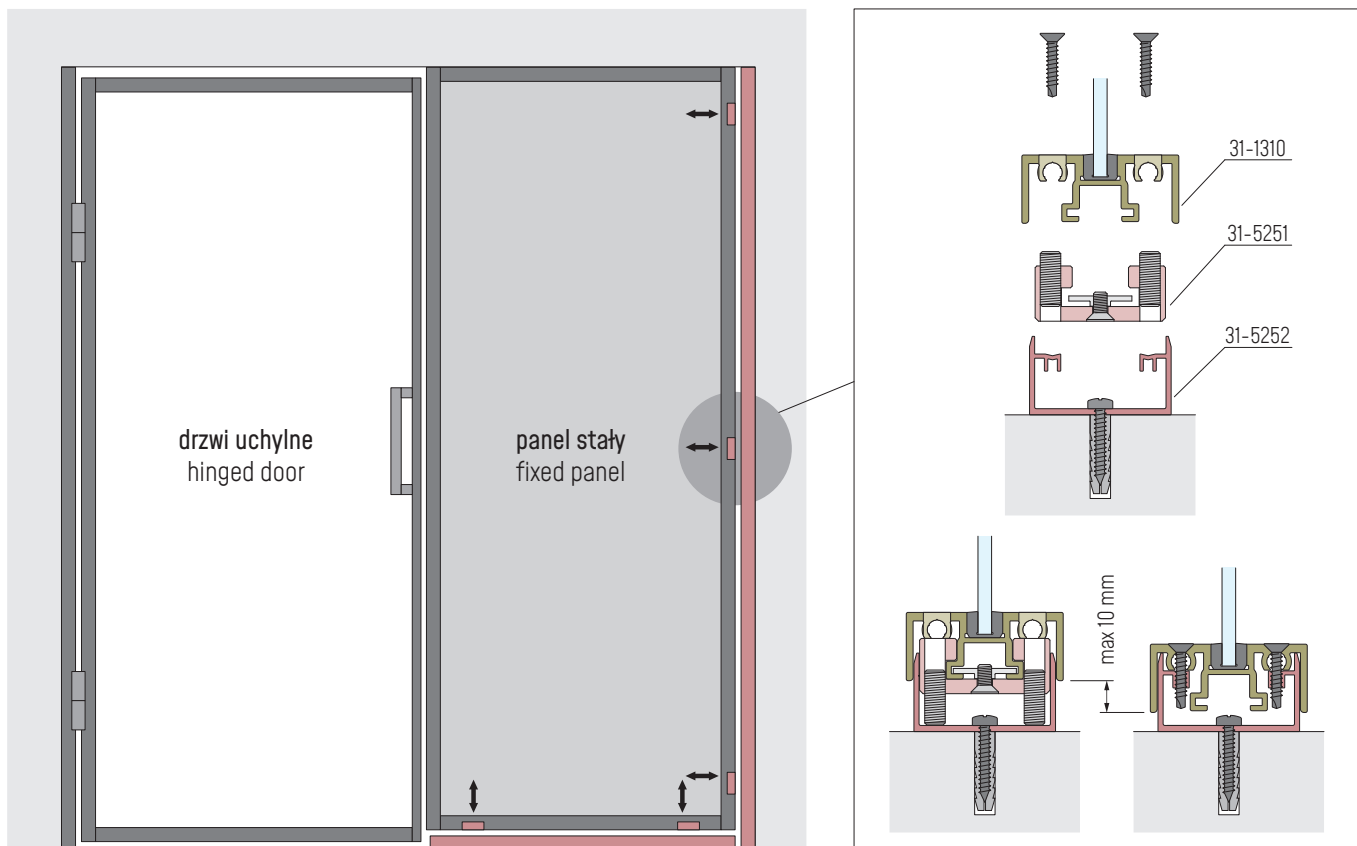 drzwi uchylne
hinged door
panel stały
fixed panel
31-1310
31-5251
31-5252
max 10 mm